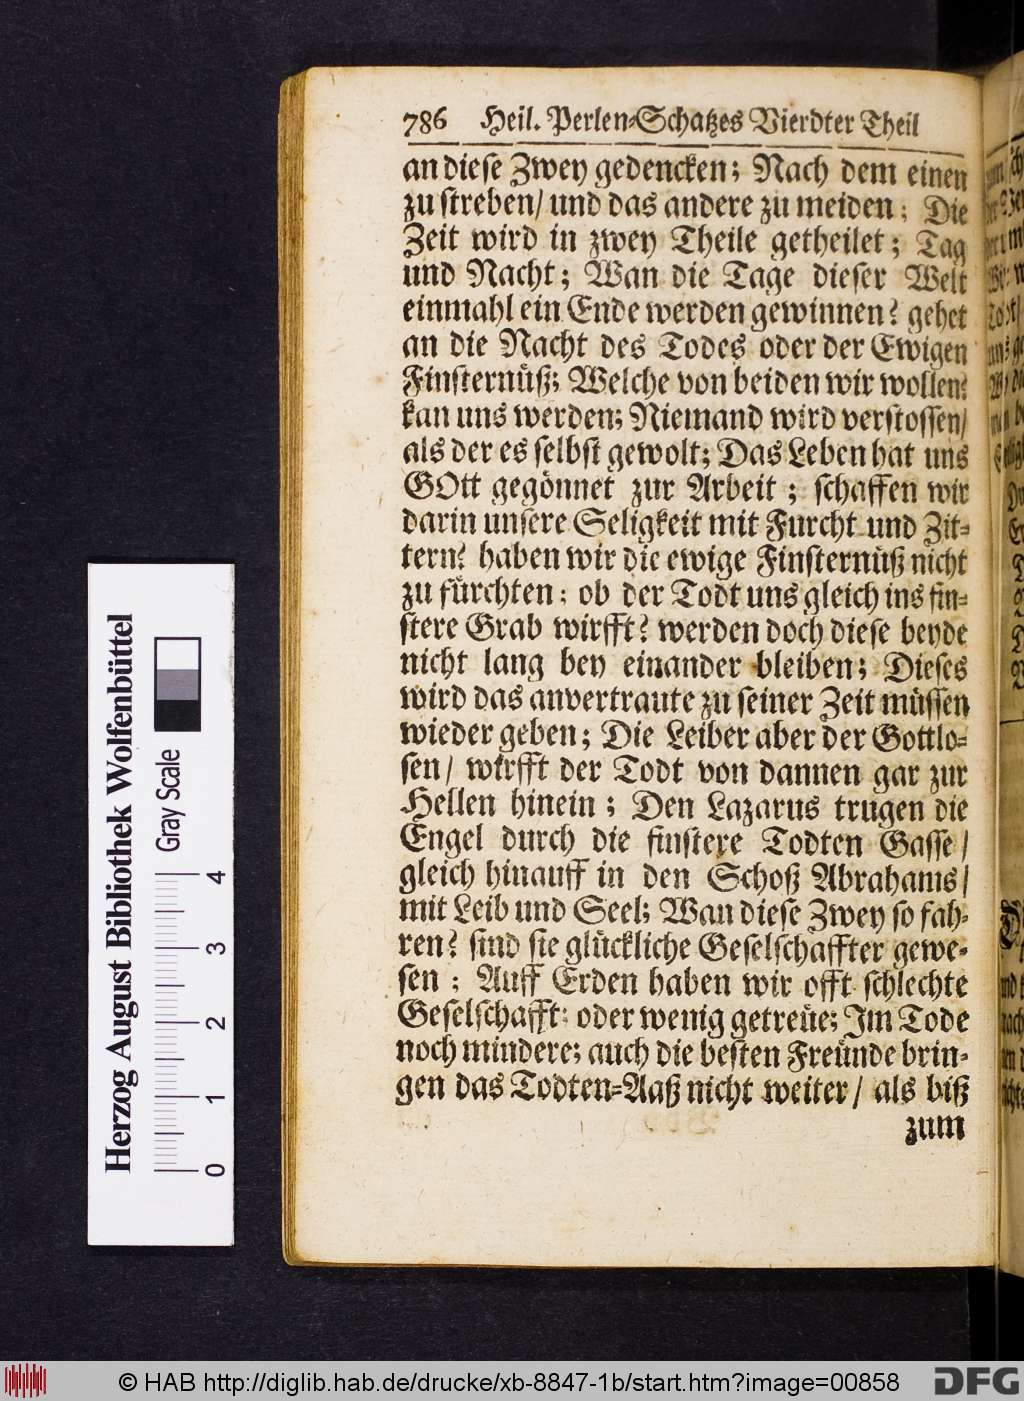 786 Heil. Perlen-Schatzes Vierdter Theil
an diese Zwey gedencken; Nach dem einen
zu streben/ und das andere zu meiden; Die
Zeit wird in zwey Theile getheilet; Tag
und Nacht; Wan die Tage dieser Welt
einmahl ein Ende werden gewinnen? gehet
an die Nacht des Todes oder der Ewigen
Finsternüß; Welche von beiden wir wollen?
kan uns werden; Niemand wird verstossen/
als der es selbst gewolt; Das Leben hat uns
GOtt gegönnet zur Arbeit; schaffen wir
darin unsere Seligkeit mit Furcht und Zit-
tern? haben wir die ewige Finsternüß nicht
zu fürchten: ob der Todt uns gleich ins fin-
stere Grab wirfft? werden doch diese beyde
nicht lang bey einander bleiben; Dieses
wird das anvertraute zu seiner Zeit müssen
wieder geben; Die Leiber aber der Gottlo-
sen/ wirfft der Todt von dannen gar zur
Hellen hinein; Den Lazarus trugen die
Engel durch die finstere Todten Gasse/
gleich hinauff in den Schoß Abrahams/
mit Leib und Seel; Wan diese Zwey so fah-
ren? sind sie glückliche Geselschaffter gewe-
sen; Auff Erden haben wir offt schlechte
Geselschafft: oder wenig getreüe; Im Tode
noch mindere; auch die besten Freünde brin-
gen das Todten-Aaß nicht weiter/ als biß
zum
Herzog August Bibliothek Wolfenbüttel
Gray Scale
0 1 2 3 4
© HAB http://diglib.hab.de/drucke/xb-8847-1b/start.htm?image=00858
DFG